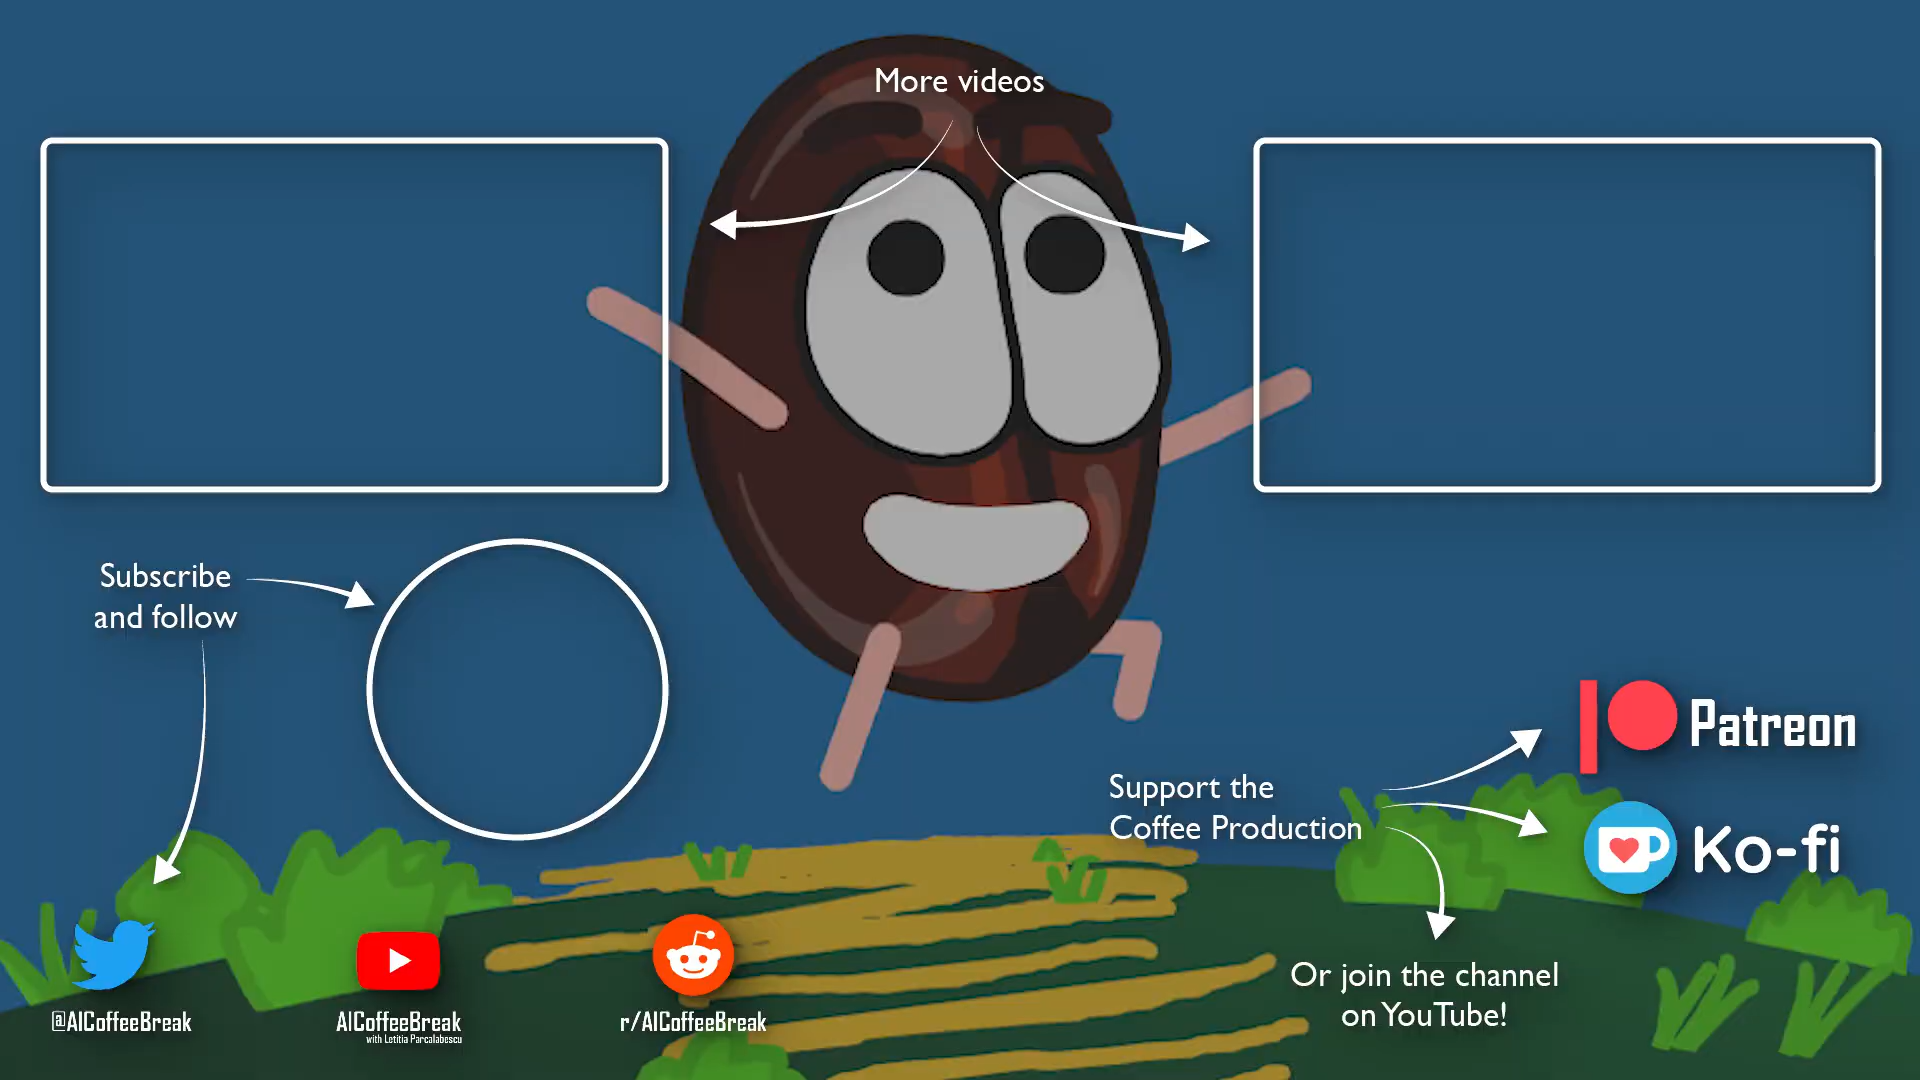 More videos
Subscribe
and follow
Patreon
Support the
Coffee Production
Ko-fi
Or join the channel
on YouTube!
@AICoffeeBreak
AICoffeeBreak
with Letitia Parcalabescu
r/AICoffeeBreak